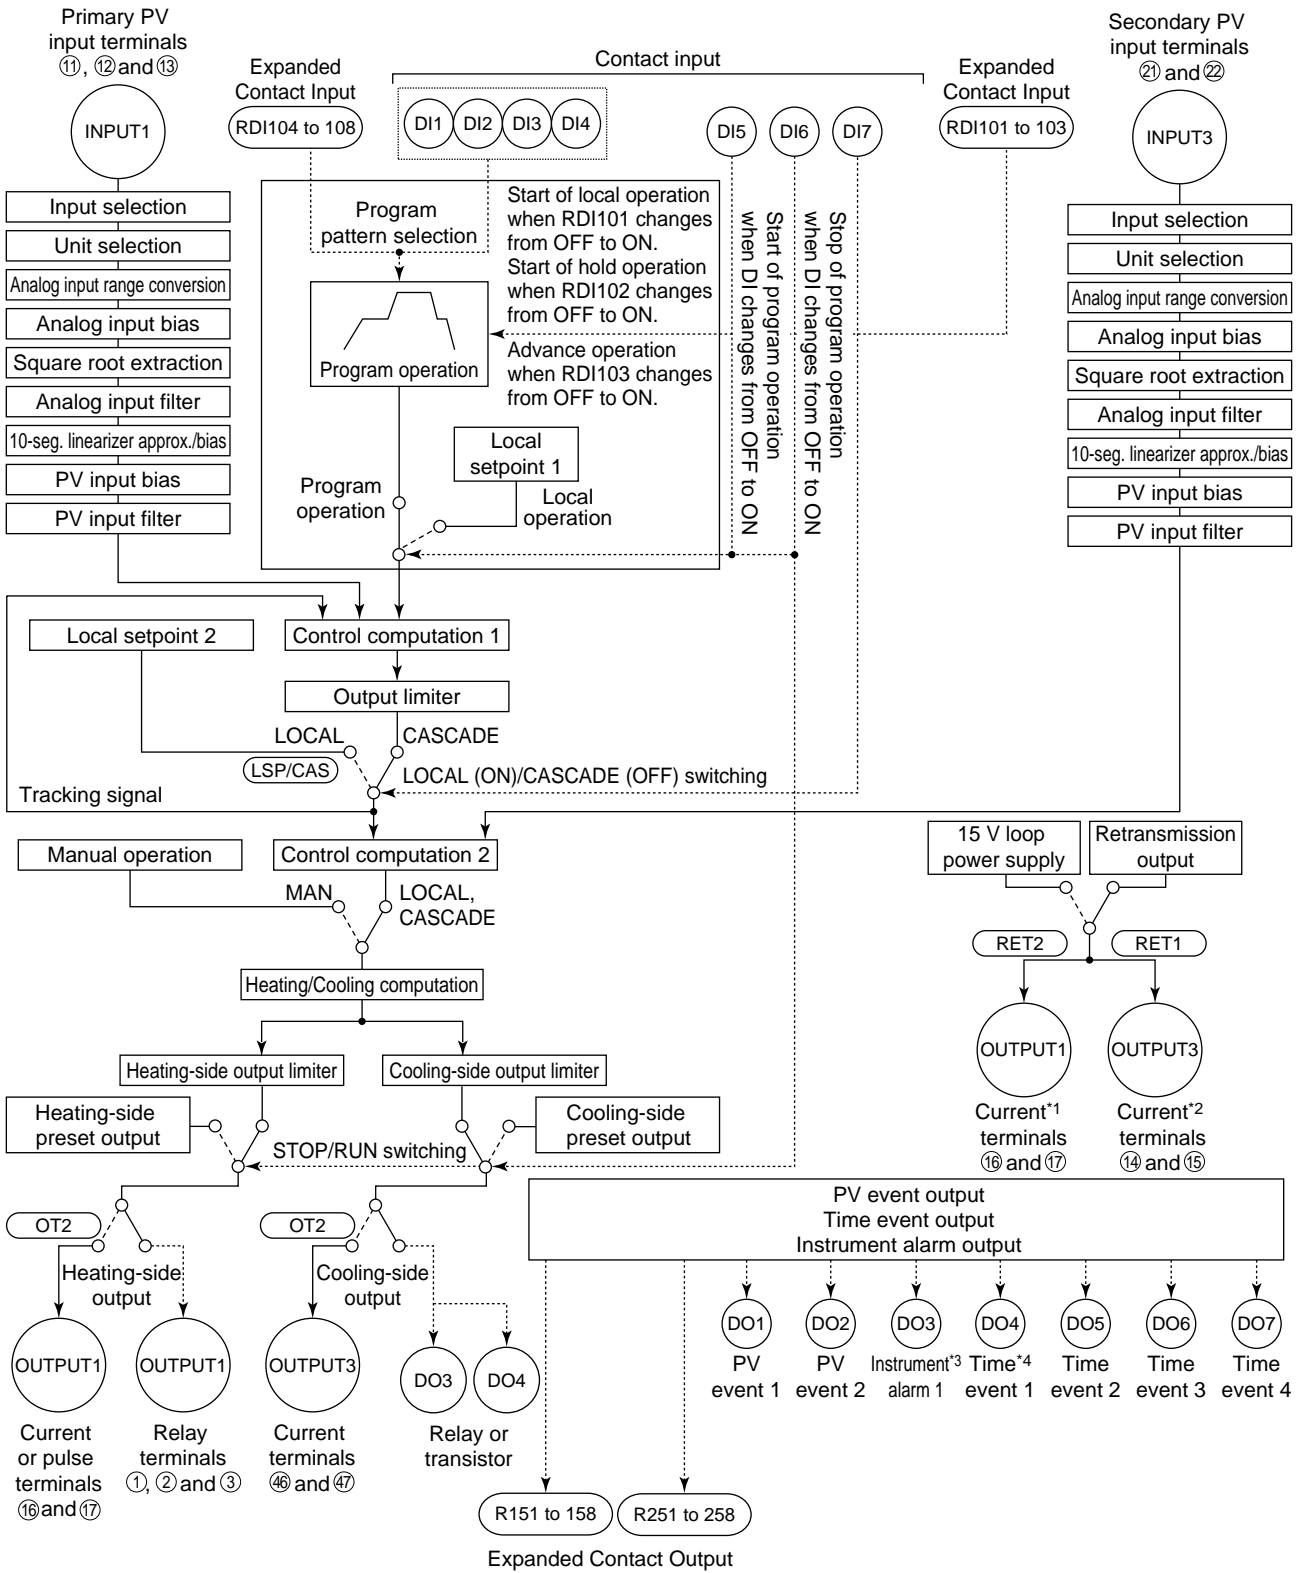 Primary PV
input terminals
⑪, ⑫ and ⑬
INPUT1
Expanded
Contact Input
RDI104 to 108
Contact input
DI1
DI2
DI3
DI4
DI5
DI6
DI7
Expanded
Contact Input
RDI101 to 103
Secondary PV
input terminals
㉑ and ㉒
INPUT3
Input selection
Unit selection
Analog input range conversion
Analog input bias
Square root extraction
Analog input filter
10-seg. linearizer approx./bias
PV input bias
PV input filter
Program
pattern selection
Program operation
Start of local operation
when RDI101 changes
from OFF to ON.
Start of hold operation
when RDI102 changes
from OFF to ON.
Advance operation
when RDI103 changes
from OFF to ON.
Start of program operation
when DI changes from OFF to ON
Stop of program operation
when DI changes from OFF to ON
Local
setpoint 1
Program
operation
Local
operation
Input selection
Unit selection
Analog input range conversion
Analog input bias
Square root extraction
Analog input filter
10-seg. linearizer approx./bias
PV input bias
PV input filter
Local setpoint 2
Control computation 1
Output limiter
LOCAL
CASCADE
LSP/CAS
LOCAL (ON)/CASCADE (OFF) switching
Tracking signal
Manual operation
Control computation 2
MAN
LOCAL,
CASCADE
Heating/Cooling computation
15 V loop
power supply
Retransmission
output
RET2
RET1
OUTPUT1
OUTPUT3
Current*1
terminals
⑯ and ⑰
Current*2
terminals
⑭ and ⑮
Heating-side output limiter
Cooling-side output limiter
Heating-side
preset output
Cooling-side
preset output
STOP/RUN switching
OT2
Heating-side
output
OT2
Cooling-side
output
OUTPUT1
OUTPUT1
OUTPUT3
DO3
DO4
Current
or pulse
terminals
⑯ and ⑰
Relay
terminals
①, ② and ③
Current
terminals
㊻ and ㊼
Relay or
transistor
PV event output
Time event output
Instrument alarm output
DO1
DO2
DO3
DO4
DO5
DO6
DO7
PV
event 1
PV
event 2
Instrument*3
alarm 1
Time*4
event 1
Time
event 2
Time
event 3
Time
event 4
R151 to 158
R251 to 258
Expanded Contact Output